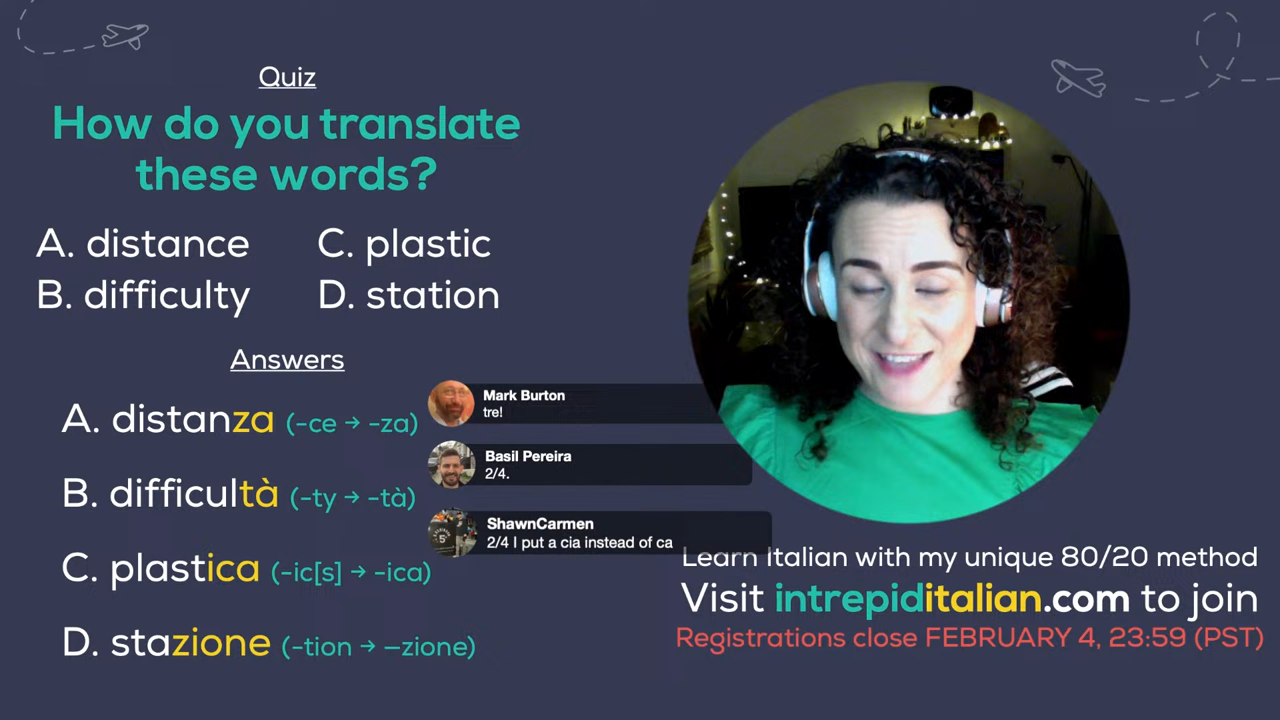 Quiz
How do you translate
these words?
A. distance
C. plastic
B. difficulty
D. station
Answers
A. distanza (-ce → -za)
B. difficultà (-ty → -tà)
C. plastica (-ic[s] → -ica)
D. stazione (-tion → –zione)
Mark Burton
tre!
Basil Pereira
2/4.
ShawnCarmen
2/4 I put a cia instead of ca
Learn Italian with my unique 80/20 method
Visit intrepiditalian.com to join
Registrations close FEBRUARY 4, 23:59 (PST)